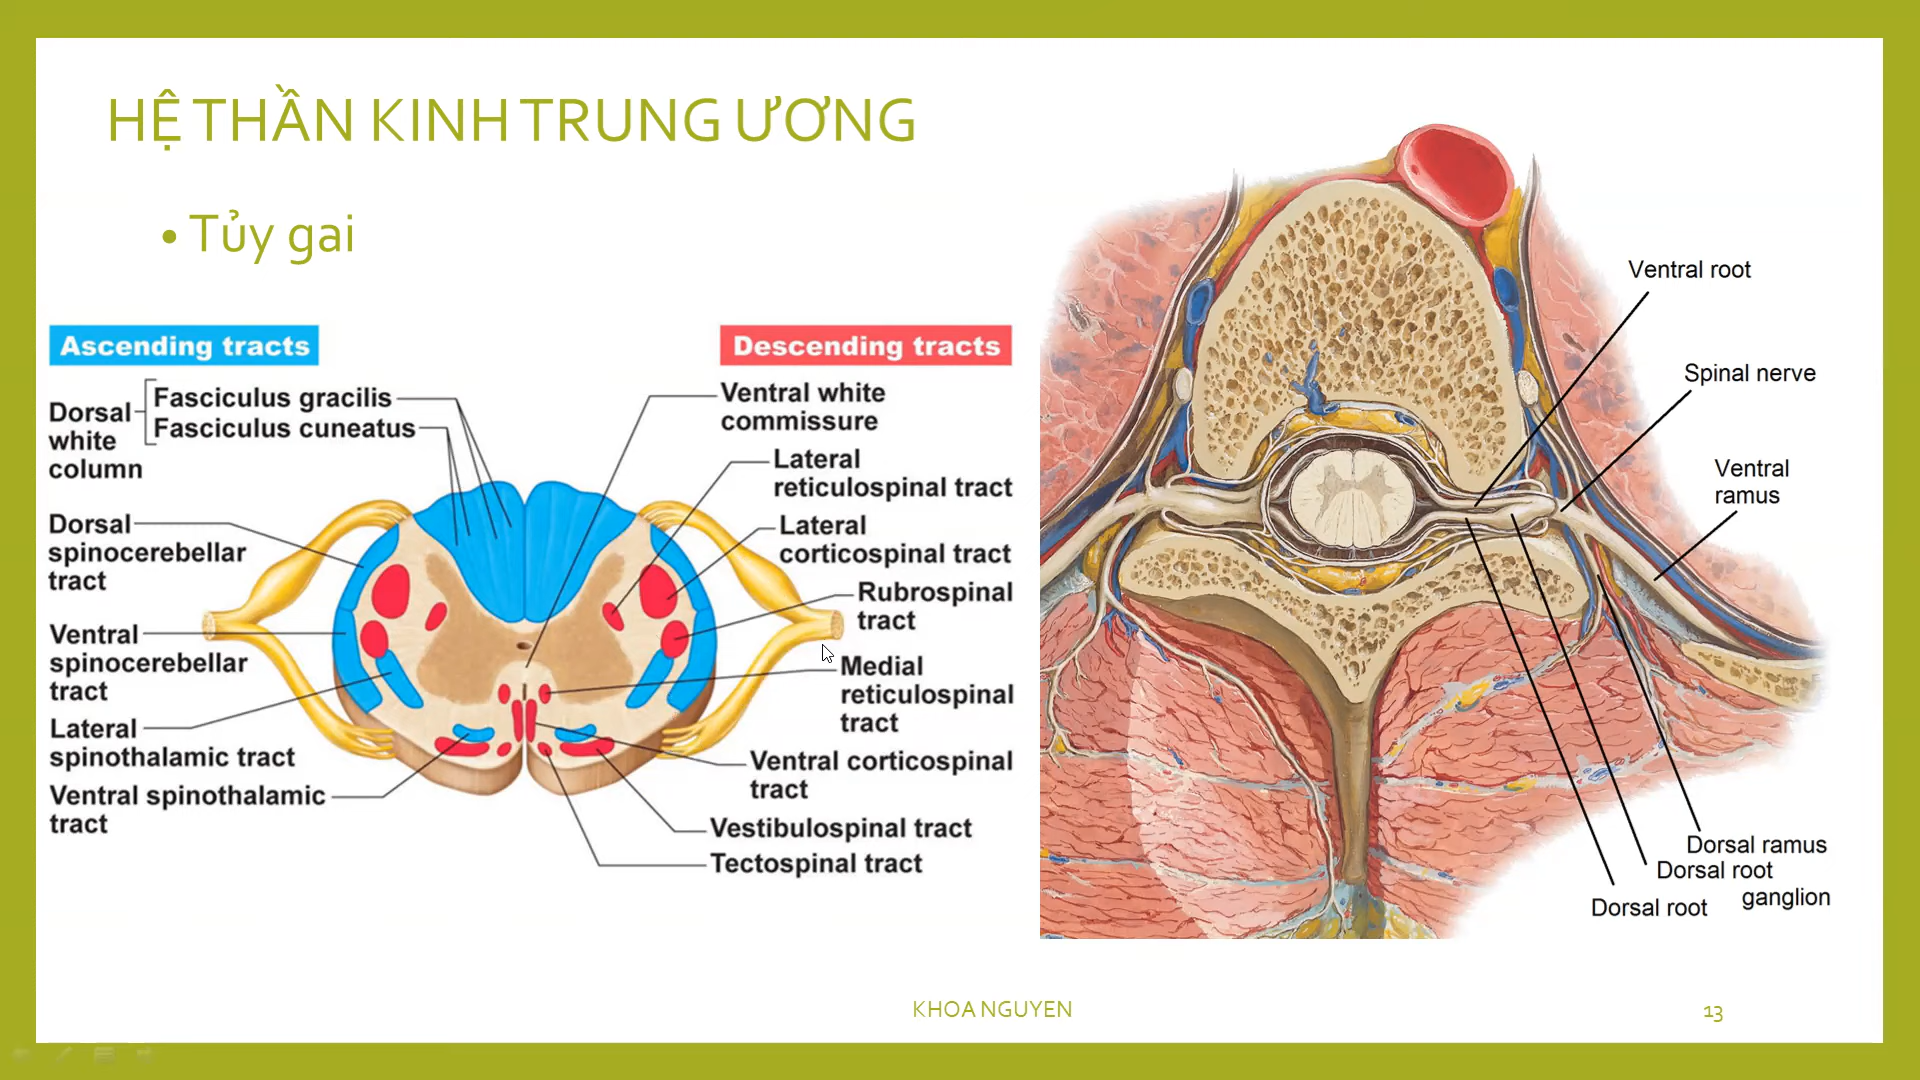 HỆ THẦN KINH TRUNG ƯƠNG
• Tủy gai
Ascending tracts
Dorsal
white
column
Fasciculus gracilis
Fasciculus cuneatus
Dorsal
spinocerebellar
tract
Ventral
spinocerebellar
tract
Lateral
spinothalamic tract
Ventral spinothalamic
tract
Descending tracts
Ventral white
commissure
Lateral
reticulospinal tract
Lateral
corticospinal tract
Rubrospinal
tract
Medial
reticulospinal
tract
Ventral corticospinal
tract
Vestibulospinal tract
Tectospinal tract
Ventral root
Spinal nerve
Ventral
ramus
Dorsal ramus
Dorsal root
ganglion
Dorsal root
KHOA NGUYEN
13